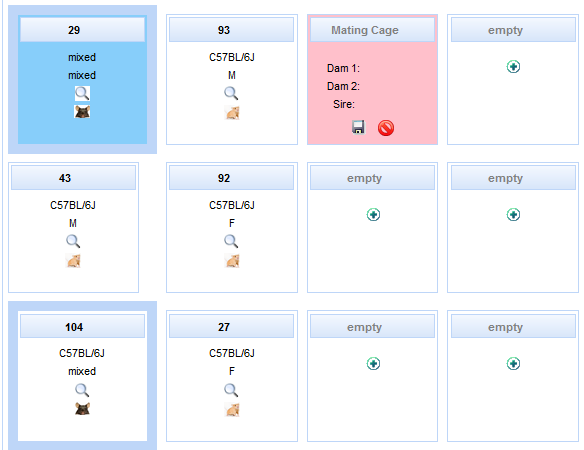 29
mixed
mixed
93
C57BL/6J
M
Mating Cage
Dam 1:
Dam 2:
Sire:
empty
43
C57BL/6J
M
92
C57BL/6J
F
empty
empty
104
C57BL/6J
mixed
27
C57BL/6J
F
empty
empty